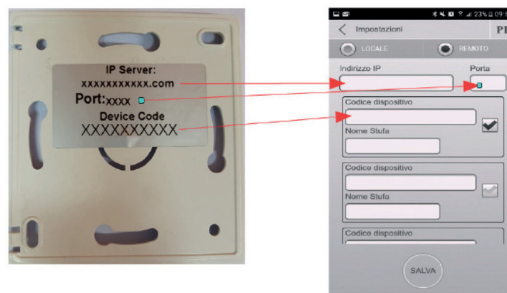 IP Server:
xxxxxxxxxxx.com
Port:xxxx
Device Code
XXXXXXXXXX
23%
Impostazioni
LOCALE
REMOTO
Indirizzo IP
Porta
Codice dispositivo
Nome Stufa
Codice dispositivo
Nome Stufa
Codice dispositivo
SALVA